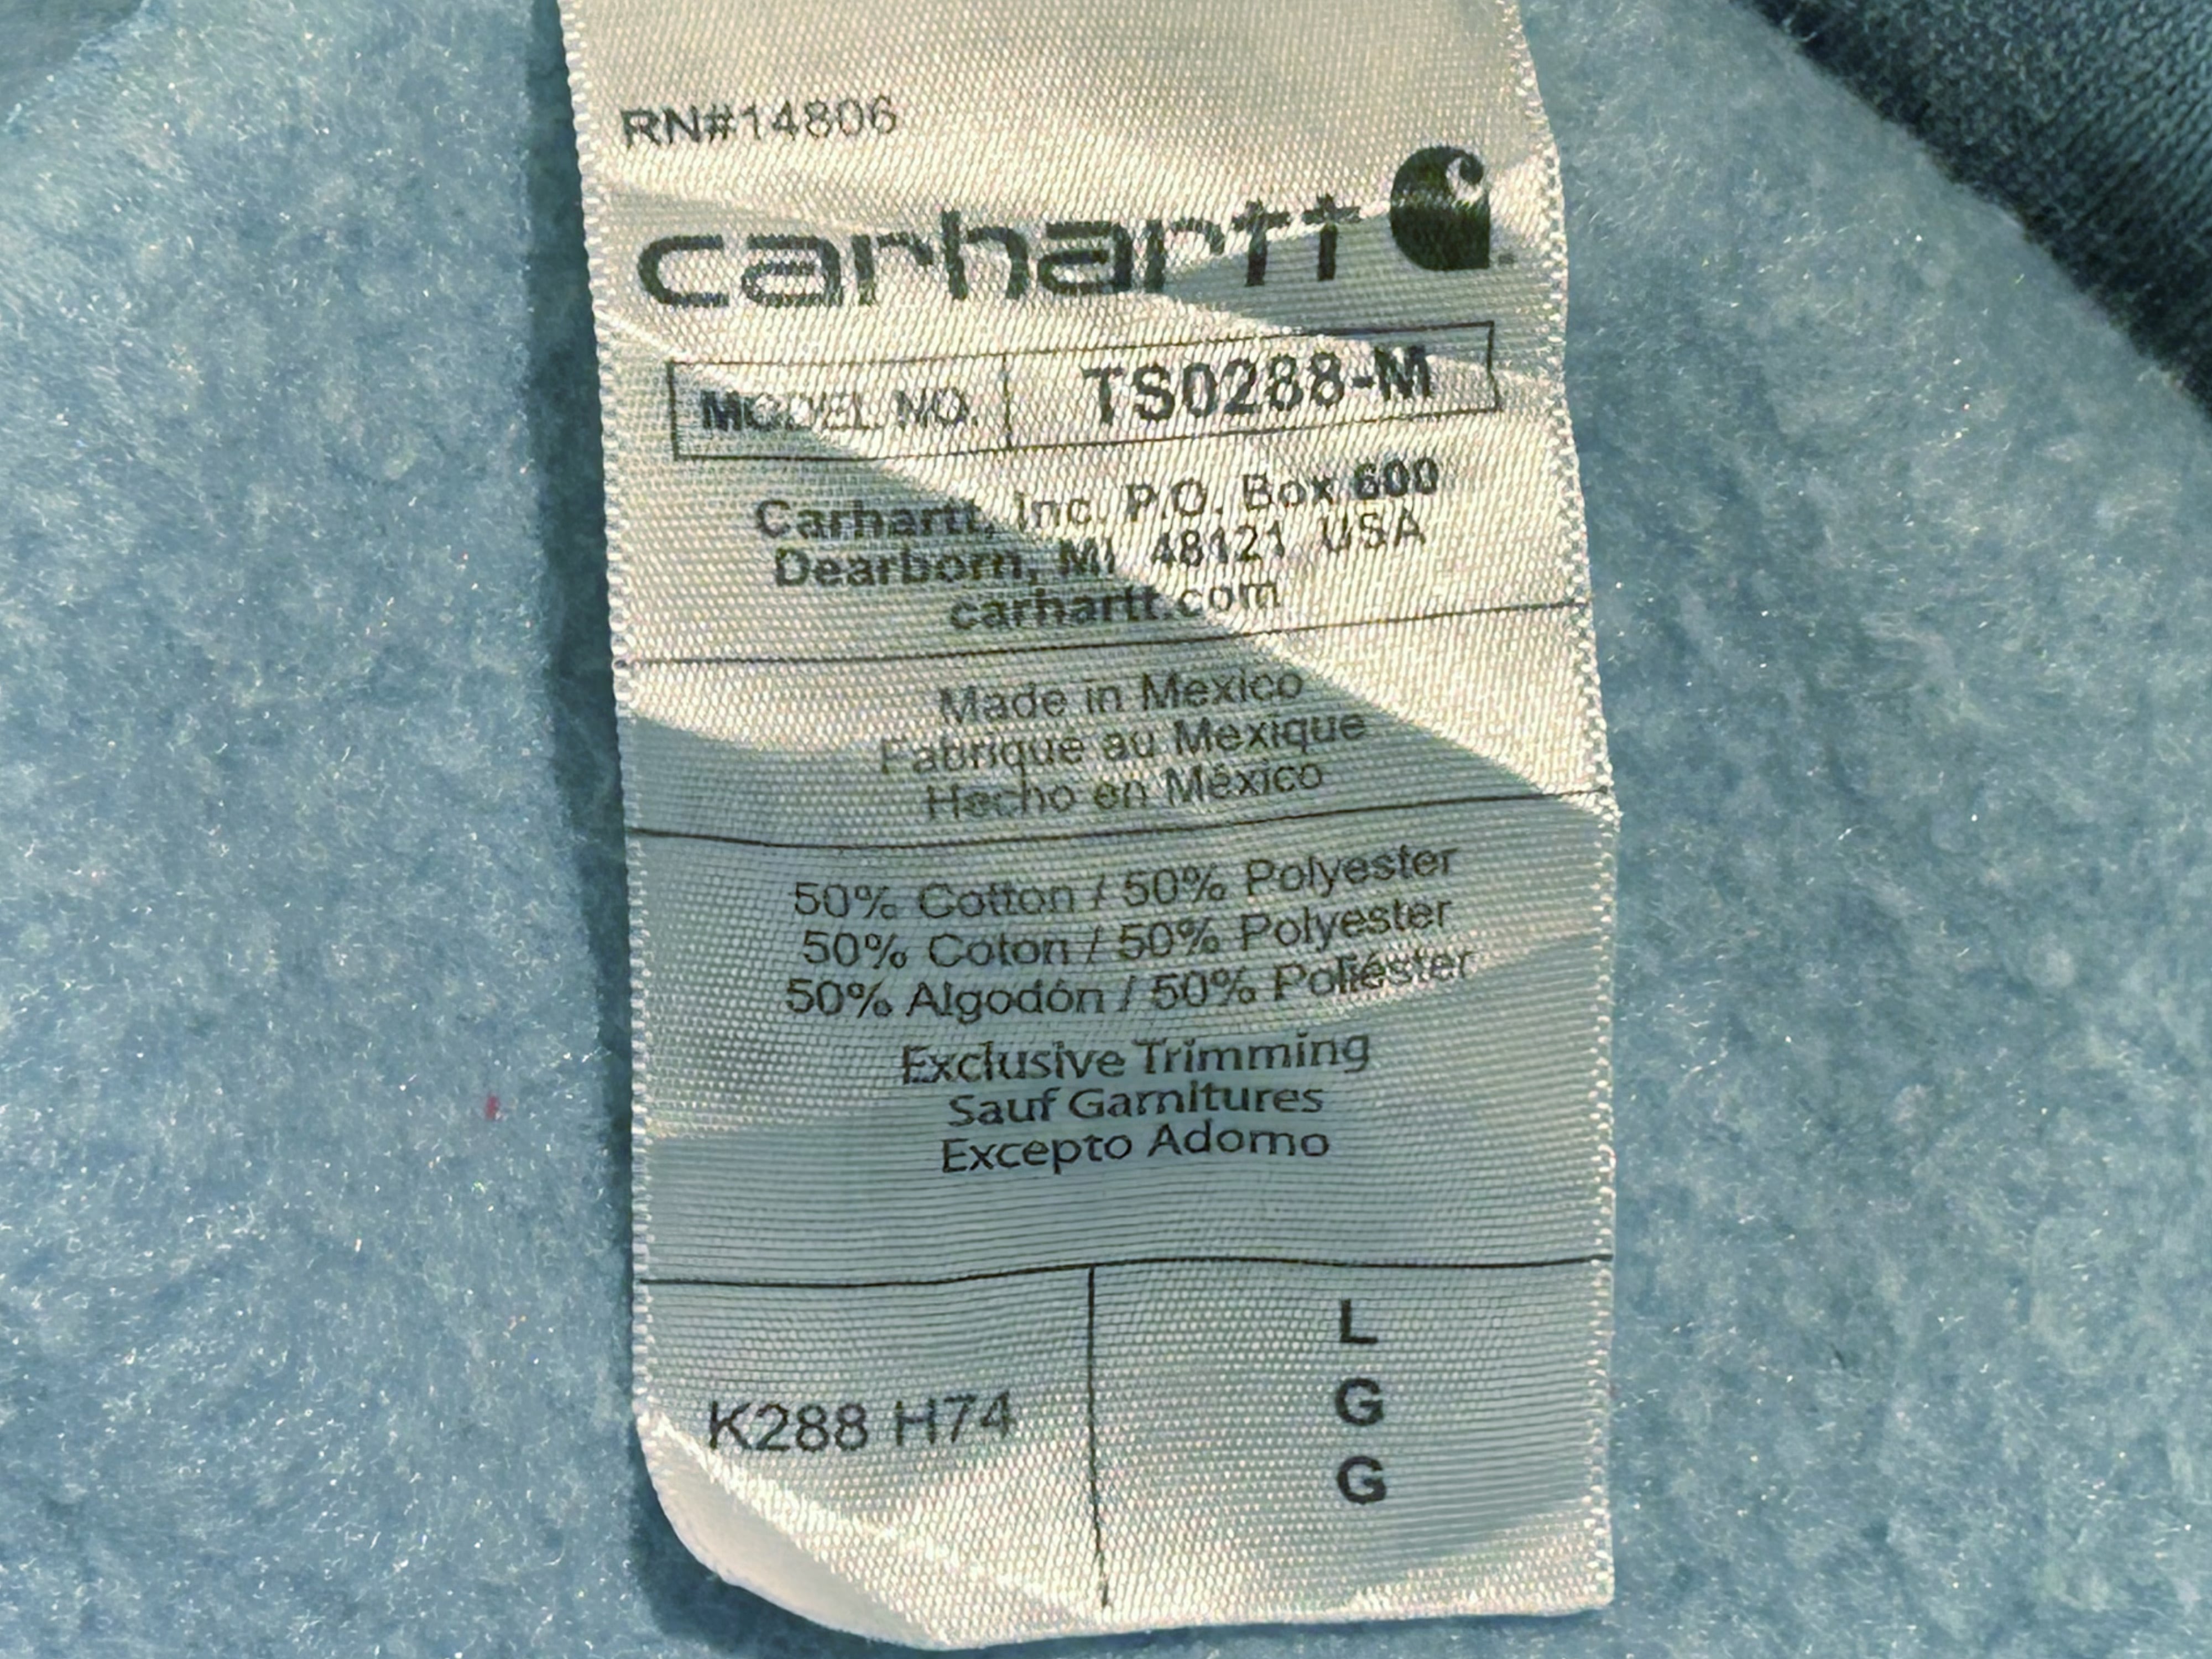 RN#14806
carhartt
MODEL NO. TS0288-M
Carhartt, Inc. P.O. Box 600
Dearborn, MI 48121 USA
carhartt.com
Made in Mexico
Fabrique au Mexique
Hecho en México
50% Cotton / 50% Polyester
50% Coton / 50% Polyester
50% Algodón / 50% Poliéster
Exclusive Trimming
Sauf Garnitures
Excepto Adorno
K288 H74
L
G
G